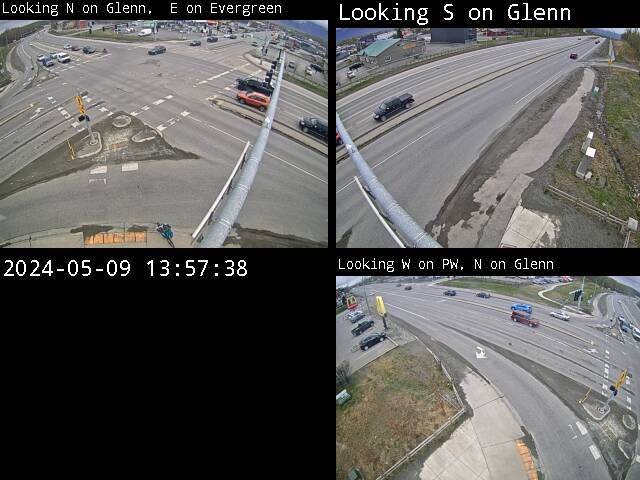 Looking N on Glenn, E on Evergreen
Looking S on Glenn
2024-05-09 13:57:38
Looking W on PW, N on Glenn